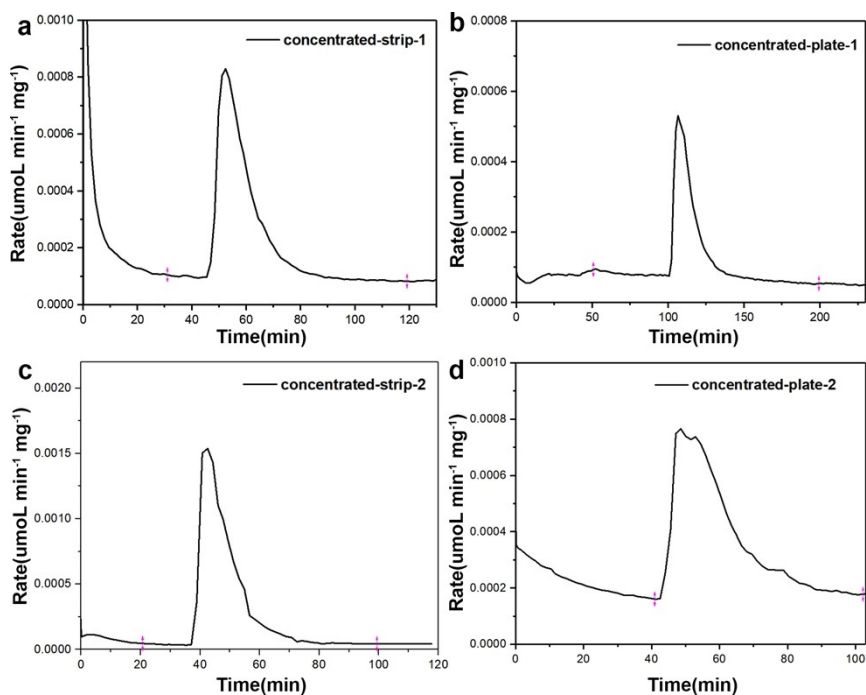 a
concentrated-strip-1
Rate(umoL min⁻¹ mg⁻¹)
0.0010
0.0008
0.0006
0.0004
0.0002
0.0000
0 20 40 60 80 100 120
Time(min)
b
concentrated-plate-1
Rate(umoL min⁻¹ mg⁻¹)
0.0008
0.0006
0.0004
0.0002
0.0000
0 50 100 150 200
Time(min)
c
concentrated-strip-2
Rate(umoL min⁻¹ mg⁻¹)
0.0020
0.0015
0.0010
0.0005
0.0000
0 20 40 60 80 100 120
Time(min)
d
concentrated-plate-2
Rate(umoL min⁻¹ mg⁻¹)
0.0010
0.0008
0.0006
0.0004
0.0002
0.0000
0 20 40 60 80 100
Time(min)